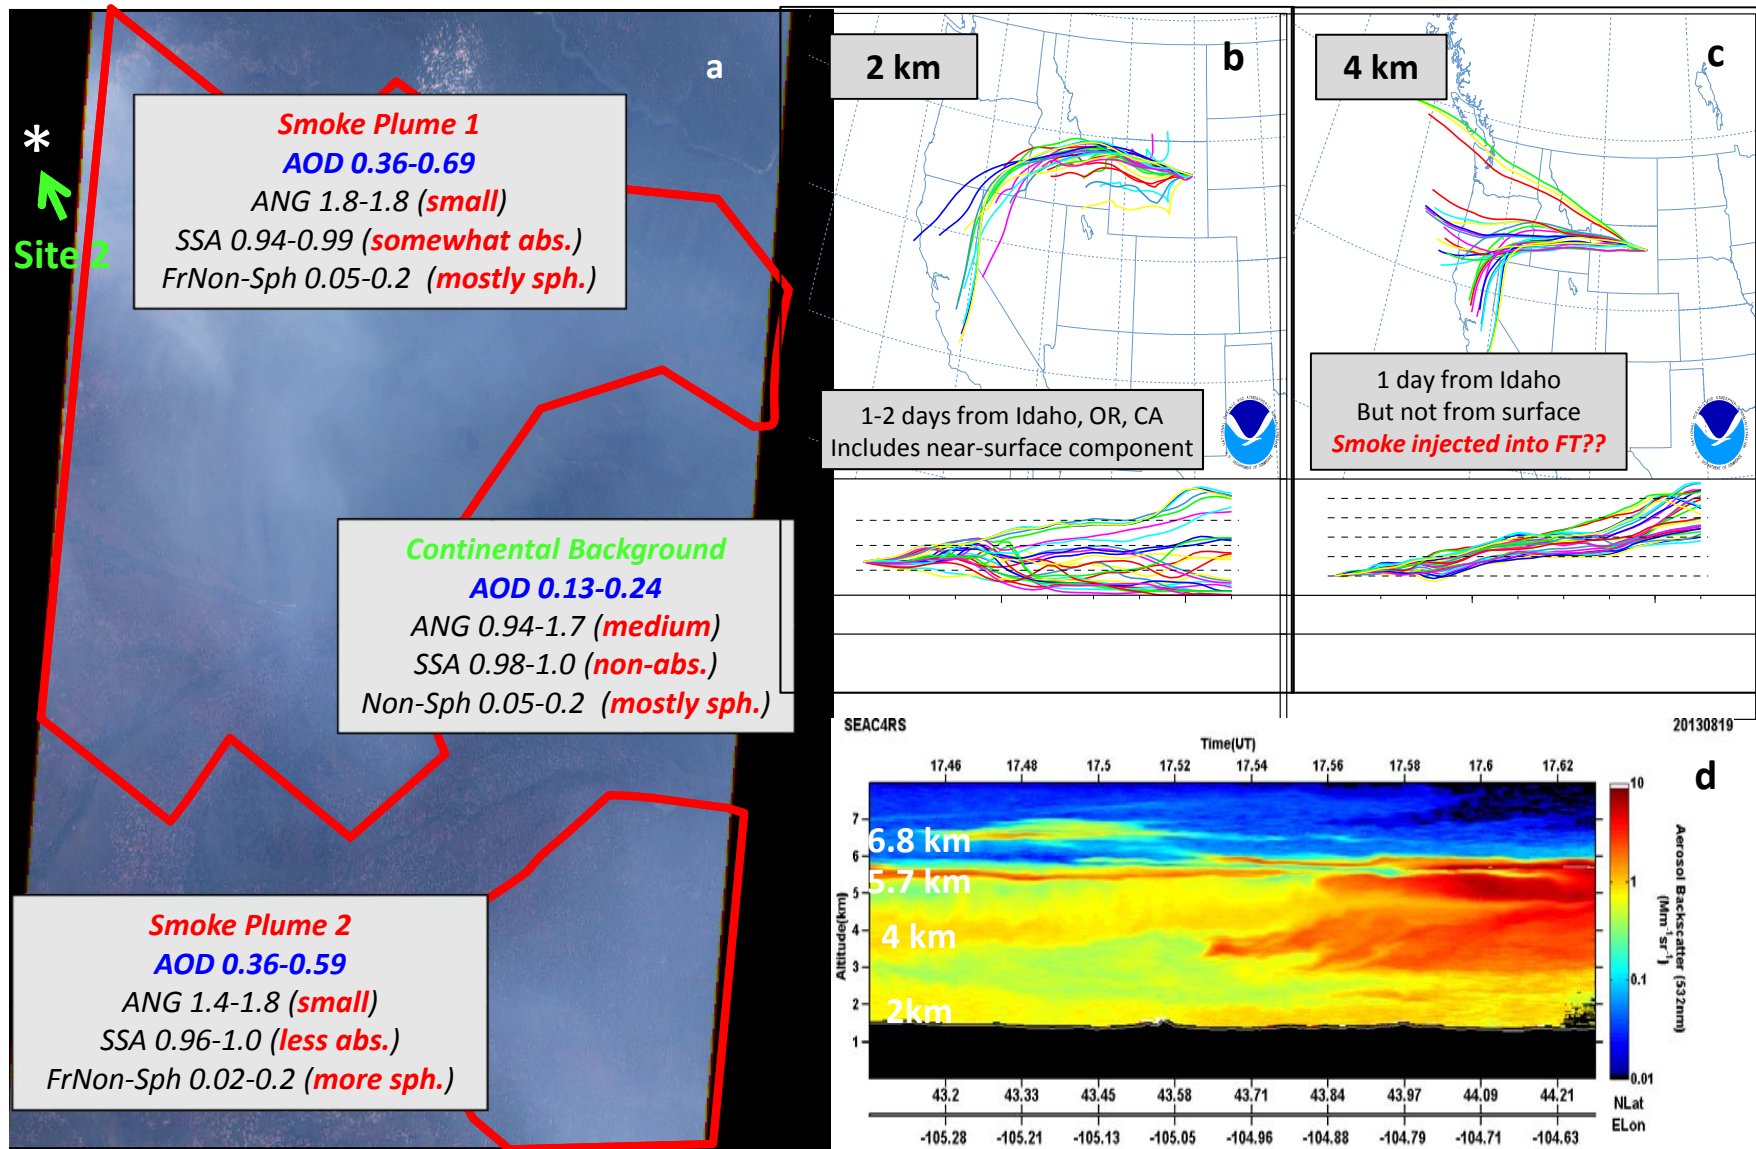 a
*
Site 2
Smoke Plume 1
AOD 0.36-0.69
ANG 1.8-1.8 (small)
SSA 0.94-0.99 (somewhat abs.)
FrNon-Sph 0.05-0.2 (mostly sph.)
Continental Background
AOD 0.13-0.24
ANG 0.94-1.7 (medium)
SSA 0.98-1.0 (non-abs.)
Non-Sph 0.05-0.2 (mostly sph.)
Smoke Plume 2
AOD 0.36-0.59
ANG 1.4-1.8 (small)
SSA 0.96-1.0 (less abs.)
FrNon-Sph 0.02-0.2 (more sph.)
2 km
b
1-2 days from Idaho, OR, CA
Includes near-surface component
4 km
c
1 day from Idaho
But not from surface
Smoke injected into FT??
SEAC4RS
20130819
Time(UT)
17.46 17.48 17.5 17.52 17.54 17.56 17.58 17.6 17.62
d
Altitude(km)
7
6
5
4
3
2
1
6.8 km
5.7 km
4 km
2km
10
1
0.1
0.01
Aerosol Backscatter (532nm)
(Mm⁻¹sr⁻¹)
43.2 43.33 43.45 43.58 43.71 43.84 43.97 44.09 44.21
NLat
ELon
-105.28 -105.21 -105.13 -105.05 -104.96 -104.88 -104.79 -104.71 -104.63